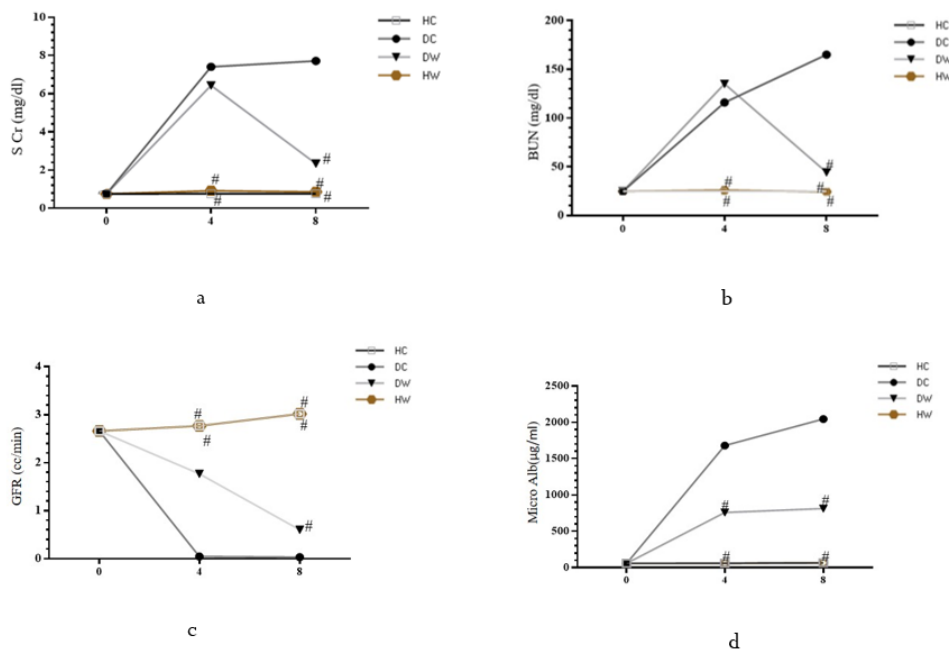 HC
DC
DW
HW
10
8
6
4
2
0
S Cr (mg/dl)
#
#
#
#
#
0 4 8
a
HC
DC
DW
HW
200
150
100
50
0
BUN (mg/dl)
#
#
#
#
#
0 4 8
b
HC
DC
DW
HW
4
3
2
1
0
GFR (cc/min)
#
#
#
#
#
0 4 8
c
HC
DC
DW
HW
2500
2000
1500
1000
500
0
Micro Alb(µg/ml)
#
#
#
#
0 4 8
d